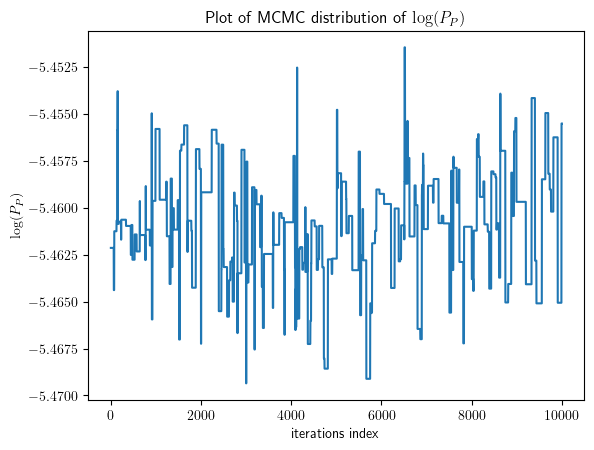 Plot of MCMC distribution of log(P_P)
log(P_P)
−5.4525
−5.4550
−5.4575
−5.4600
−5.4625
−5.4650
−5.4675
−5.4700
0 2000 4000 6000 8000 10000
iterations index